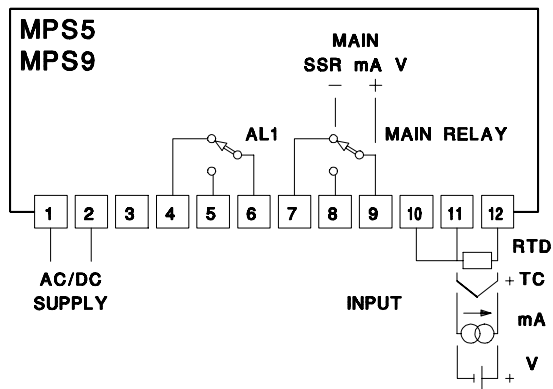 MPS5
MPS9
MAIN
SSR mA V
− +
AL1
MAIN RELAY
1 2 3 4 5 6 7 8 9 10 11 12
RTD
AC/DC
SUPPLY
+ TC
INPUT
mA
V
+